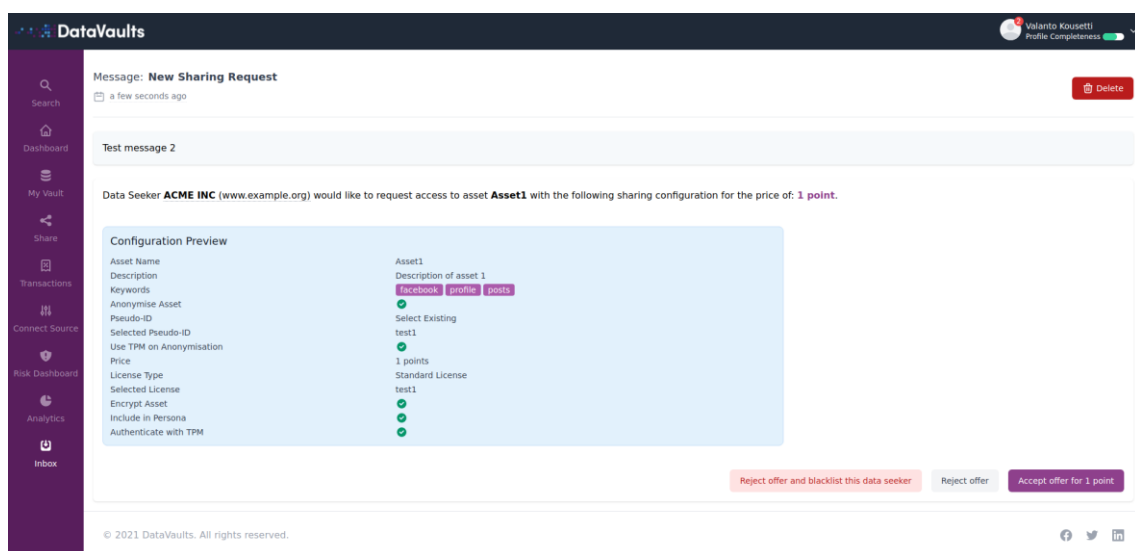 DataVaults
2
Valanto Kousetti
Profile Completeness
Search
Dashboard
My Vault
Share
Transactions
Connect Source
Risk Dashboard
Analytics
Inbox
Message: New Sharing Request
a few seconds ago
Delete
Test message 2
Data Seeker ACME INC (www.example.org) would like to request access to asset Asset1 with the following sharing configuration for the price of: 1 point.
Configuration Preview
Asset Name Asset1
Description Description of asset 1
Keywords facebook profile posts
Anonymise Asset
Pseudo-ID Select Existing
Selected Pseudo-ID test1
Use TPM on Anonymisation
Price 1 points
License Type Standard License
Selected License test1
Encrypt Asset
Include in Persona
Authenticate with TPM
Reject offer and blacklist this data seeker
Reject offer
Accept offer for 1 point
© 2021 DataVaults. All rights reserved.